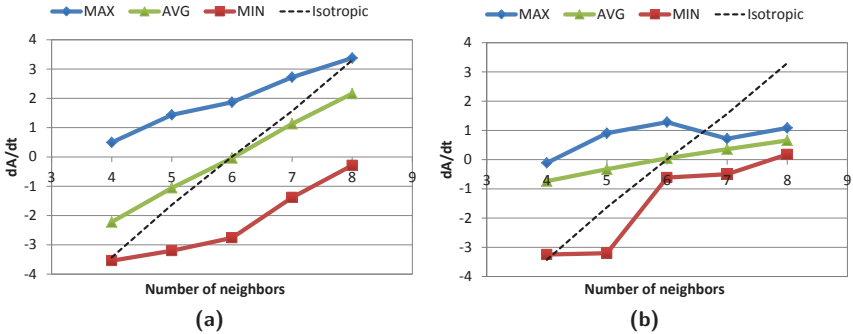 MAX AVG MIN Isotropic
4
3
2
1
0
-1
-2
-3
-4
3 4 5 6 7 8 9
dA/dt
Number of neighbors
(a)
MAX AVG MIN Isotropic
4
3
2
1
0
-1
-2
-3
-4
3 4 5 6 7 8 9
dA/dt
Number of neighbors
(b)